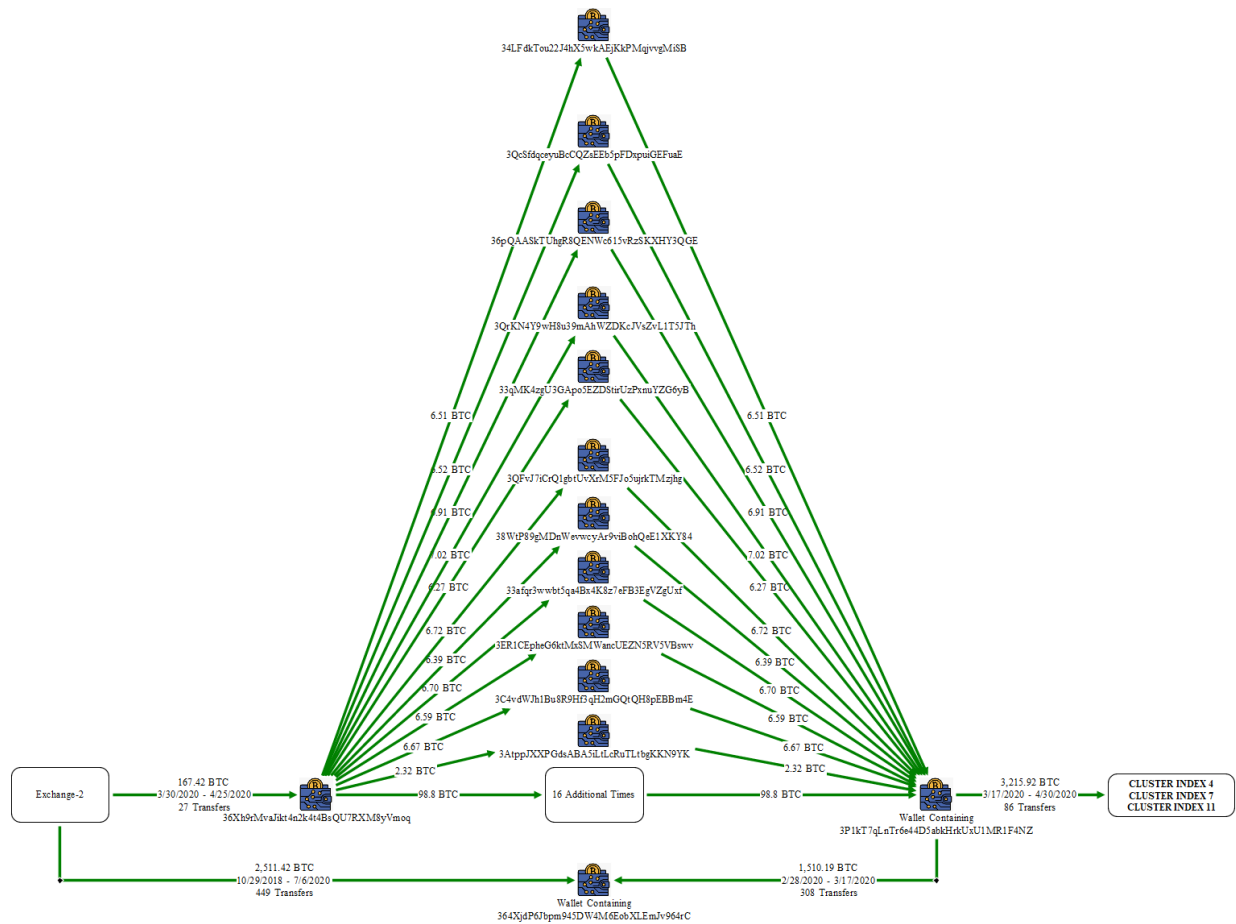 34LFdkTou22J4hX5wkAEjKkPMqjvvgMiSB
3QcSfdqceyuBcCQZsEEb5pFDxpuiGEFuaE
36pQAASkTUhgR8QENWc615vRzSKXHY3QGE
3QrKN4Y9wH8u39mAhWZDKcJVsZvL1T5JTh
33qMK4zgU3GApo5EZDStirUzPxnuYZG6yB
6.51 BTC
6.51 BTC
3QFvJ7iCrQ1gbtUvXrM5FJo5ujrkTMzjhg
6.52 BTC
6.52 BTC
6.91 BTC
6.91 BTC
38WtP89gMDnWevwcyAr9viBohQeE1XKY84
7.02 BTC
7.02 BTC
6.27 BTC
6.27 BTC
33afqr3wwbt5qa4Bx4K8z7eFB3EgVZgUxf
6.72 BTC
6.72 BTC
3ER1CEpheG6ktMxSMWancUEZN5RV5VBswv
6.39 BTC
6.39 BTC
6.70 BTC
6.70 BTC
3C4vdWJh1Bu8R9Hf3qH2mGQtQH8pEBBm4E
6.59 BTC
6.59 BTC
6.67 BTC
6.67 BTC
3AtppJXXPGdsABA5iLtLcRuTLtbgKKN9YK
2.32 BTC
2.32 BTC
Exchange-2
167.42 BTC
3/30/2020 - 4/25/2020
27 Transfers
36Xh9rMvaJikt4n2k4t4BsQU7RXM8yVmoq
98.8 BTC
16 Additional Times
98.8 BTC
Wallet Containing
3P1kT7qLnTr6e44D5abkHrkUxU1MR1F4NZ
3,215.92 BTC
3/17/2020 - 4/30/2020
86 Transfers
CLUSTER INDEX 4
CLUSTER INDEX 7
CLUSTER INDEX 11
2,511.42 BTC
10/29/2018 - 7/6/2020
449 Transfers
1,510.19 BTC
2/28/2020 - 3/17/2020
308 Transfers
Wallet Containing
364XjdP6Jbpm945DW4M6EobXLEmJv964rC